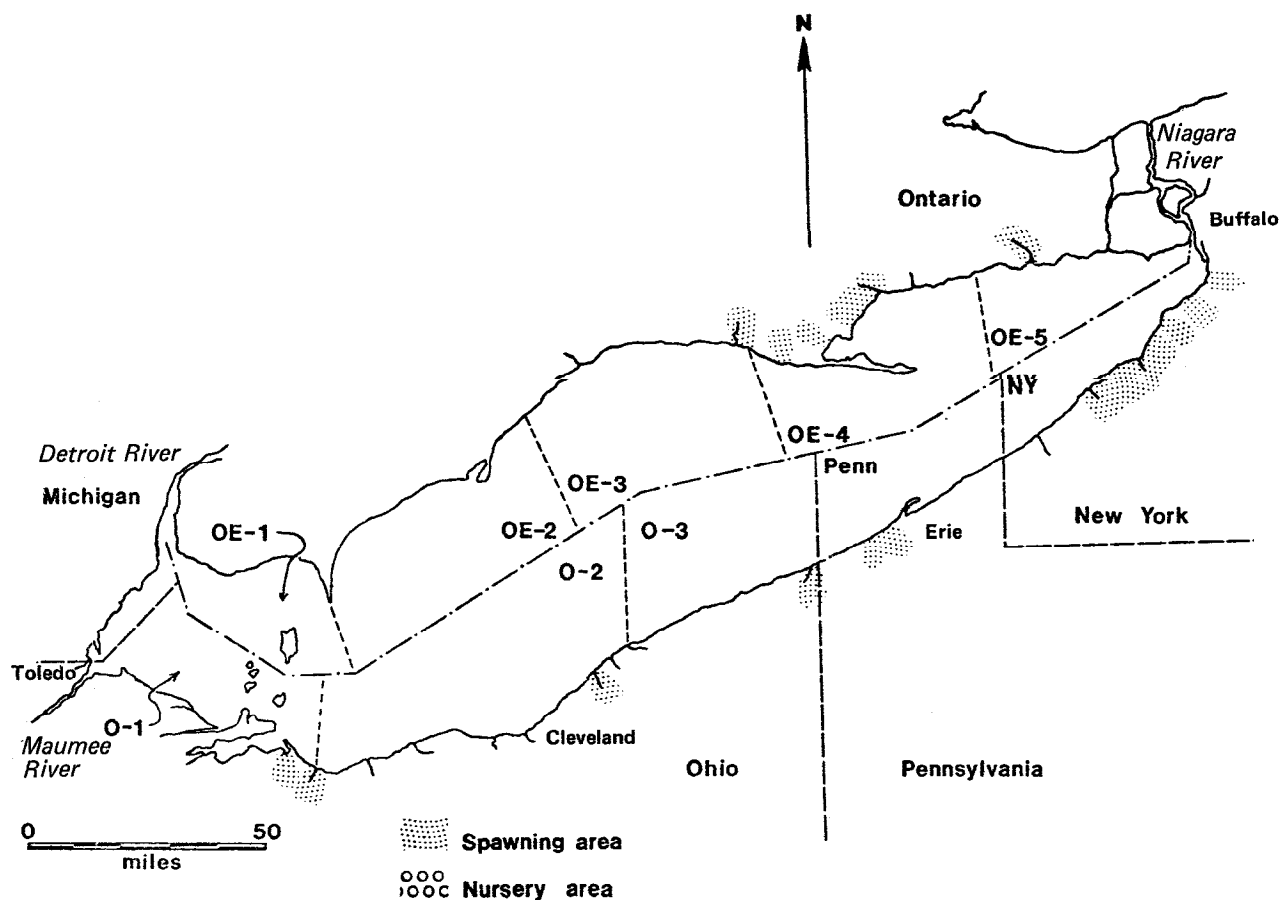 N
Niagara
River
Ontario
Buffalo
OE-5
NY
Detroit River
Michigan
OE-4
Penn
OE-3
OE-1
OE-2
O-3
New York
Erie
O-2
Toledo
O-1
Maumee
River
Cleveland
Ohio
Pennsylvania
0 50
miles
Spawning area
Nursery area